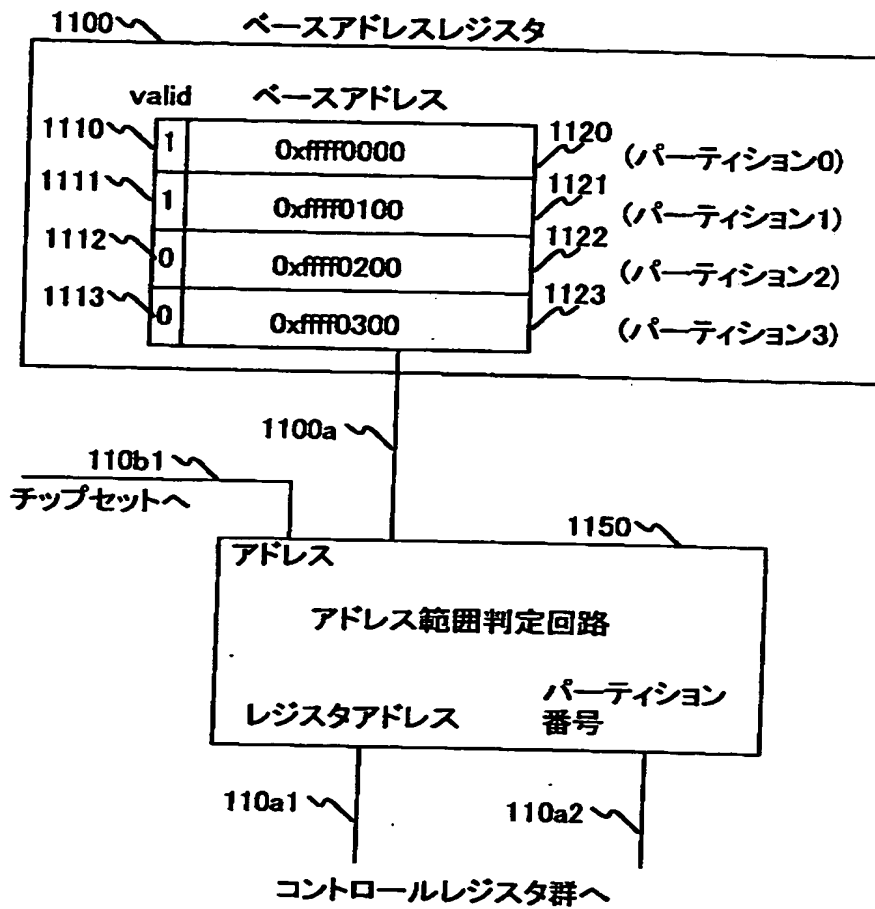 1100 ベースアドレスレジスタ
valid ベースアドレス
1110 1 0xffff0000 1120 (パーティション0)
1111 1 0xffff0100 1121 (パーティション1)
1112 0 0xffff0200 1122 (パーティション2)
1113 0 0xffff0300 1123 (パーティション3)
1100a
110b1
チップセットへ
1150
アドレス
アドレス範囲判定回路
レジスタアドレス パーティション
番号
110a1 110a2
コントロールレジスタ群へ